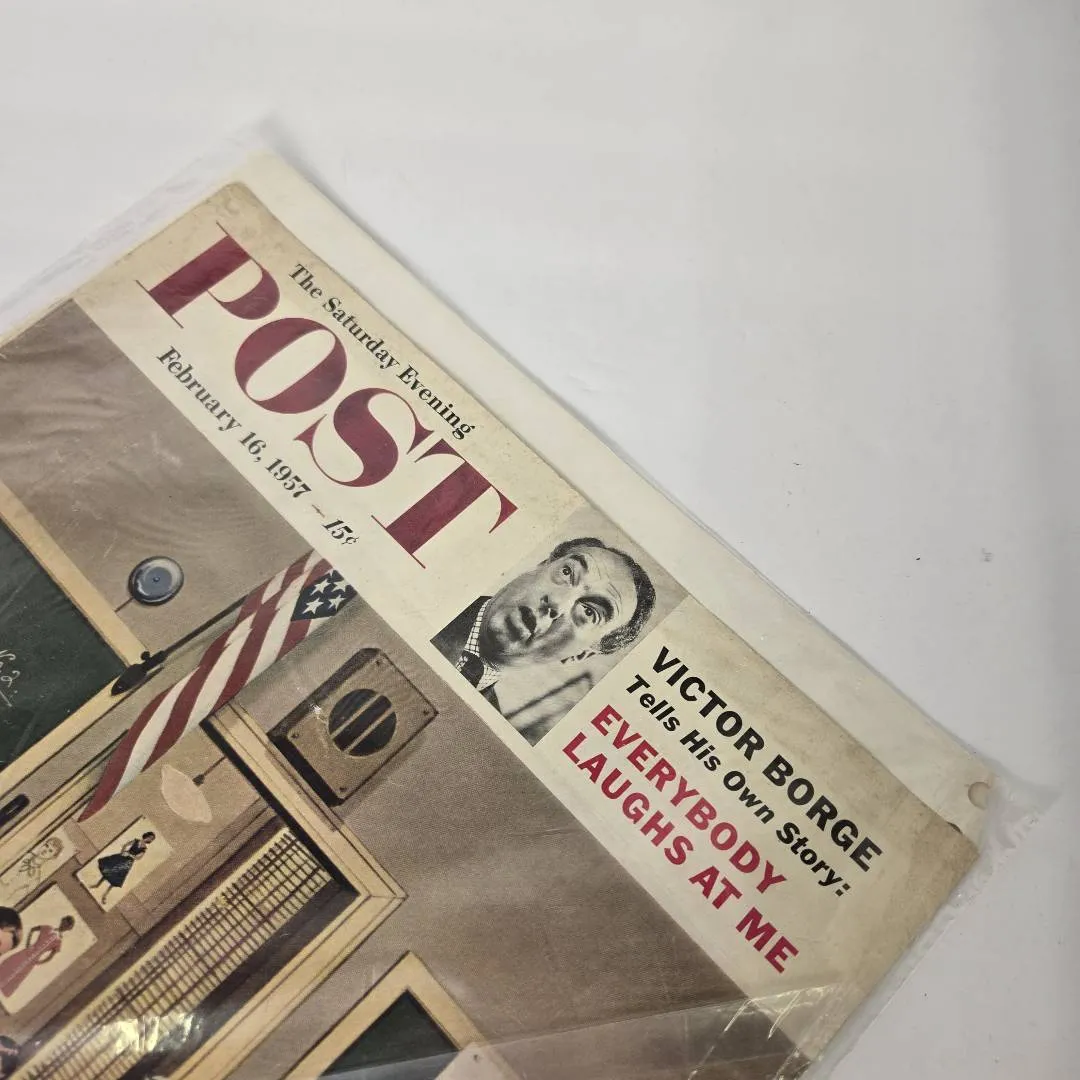 The Saturday Evening
POST
February 16, 1957 – 15¢
VICTOR BORGE
Tells His Own Story:
EVERYBODY
LAUGHS AT ME